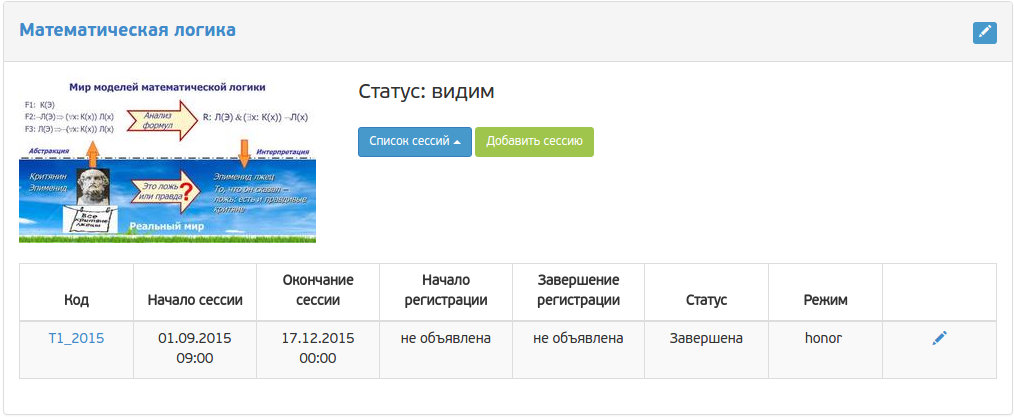 Математическая логика
Мир моделей математической логики
F1: К(Э)
F2:¬Л(Э)⇒ (∀x: К(x)) Л(x)
F3: Л(Э)⇒¬(∀x: К(x)) Л(x)
Анализ
формул
R: Л(Э) & (∃x: К(x)) ¬Л(x)
Абстракция
Интерпретация
Критянин
Эпименид
Все
критяне
лжецы
Это ложь
или правда?
Эпименид лжец
То, что он сказал –
ложь: есть и правдивые
критяне
Реальный мир
Статус: видим
Список сессий
Добавить сессию
Код
Начало сессии
Окончание
сессии
Начало
регистрации
Завершение
регистрации
Статус
Режим
T1_2015
01.09.2015
09:00
17.12.2015
00:00
не объявлена
не объявлена
Завершена
honor